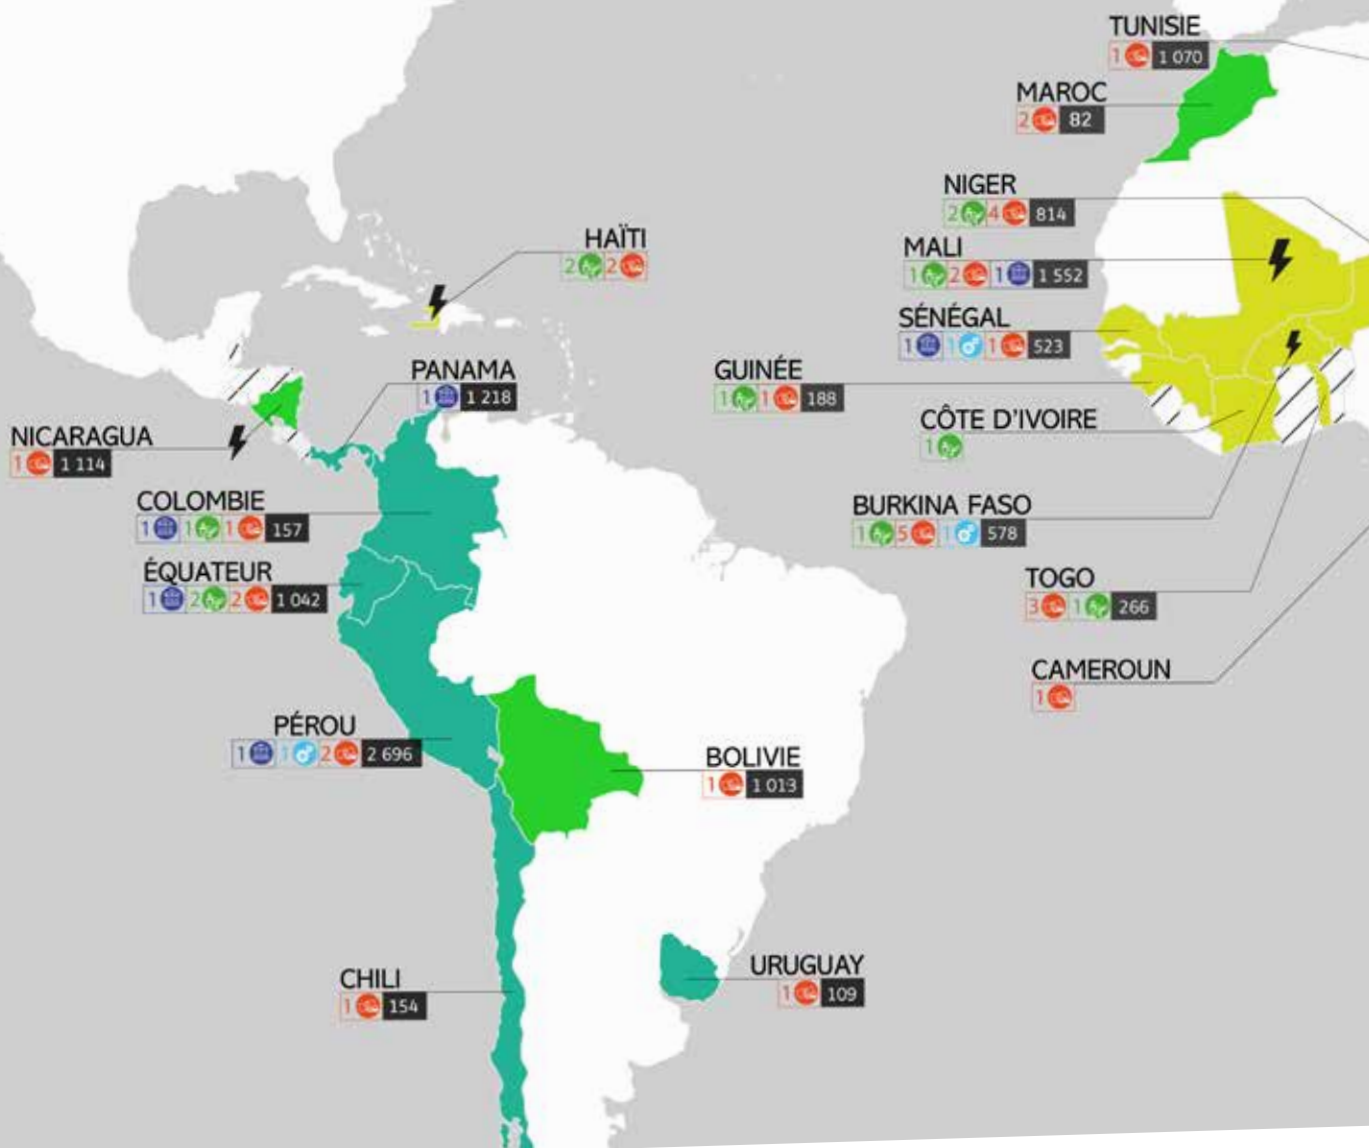 TUNISIE
1 1 070
MAROC
2 82
NIGER
2 4 814
HAÏTI
2 2
MALI
1 2 1 1 552
SÉNÉGAL
1 1 1 523
PANAMA
1 1 218
GUINÉE
1 1 188
CÔTE D'IVOIRE
1
NICARAGUA
1 1 114
COLOMBIE
1 1 1 157
BURKINA FASO
1 5 1 578
ÉQUATEUR
1 2 2 1 042
TOGO
3 1 266
CAMEROUN
1
PÉROU
1 1 2 2 696
BOLIVIE
1 1 013
URUGUAY
1 109
CHILI
1 154